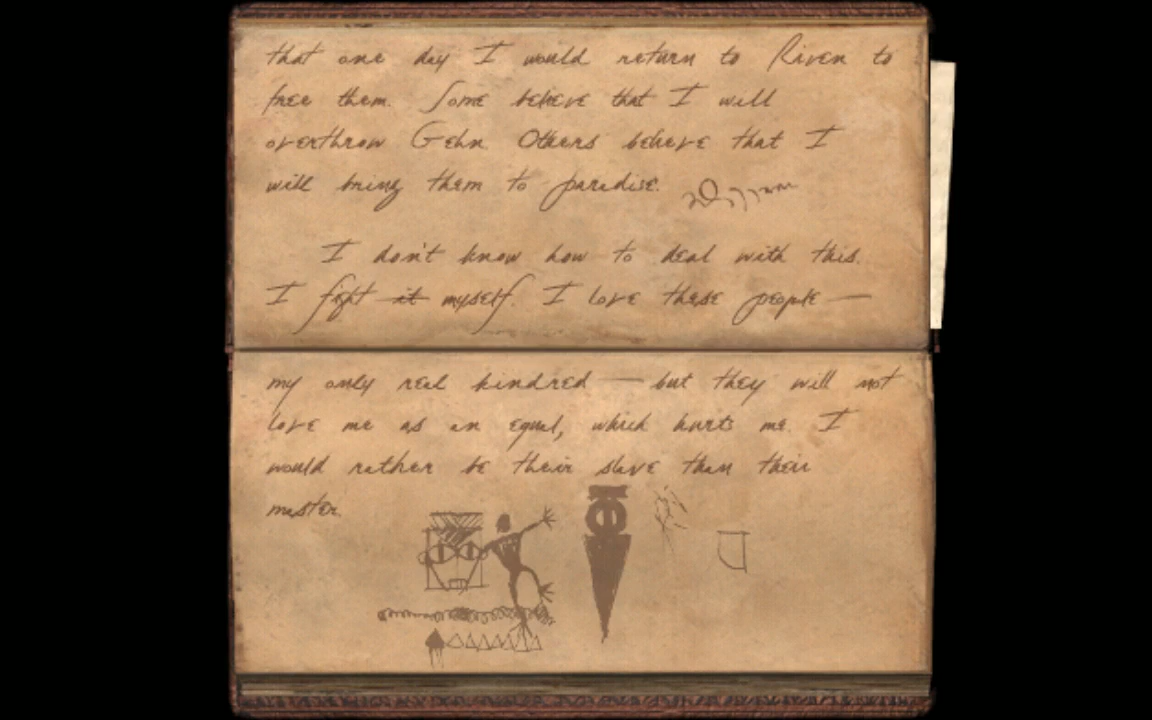 that one day I would return to Riven to
free them. Some believe that I will
overthrow Gehn. Others believe that I
will bring them to paradise.
I don't know how to deal with this.
I fight it myself. I love these people —
my only real kindred — but they will not
love me as an equal, which hurts me. I
would rather be their slave than their
master.